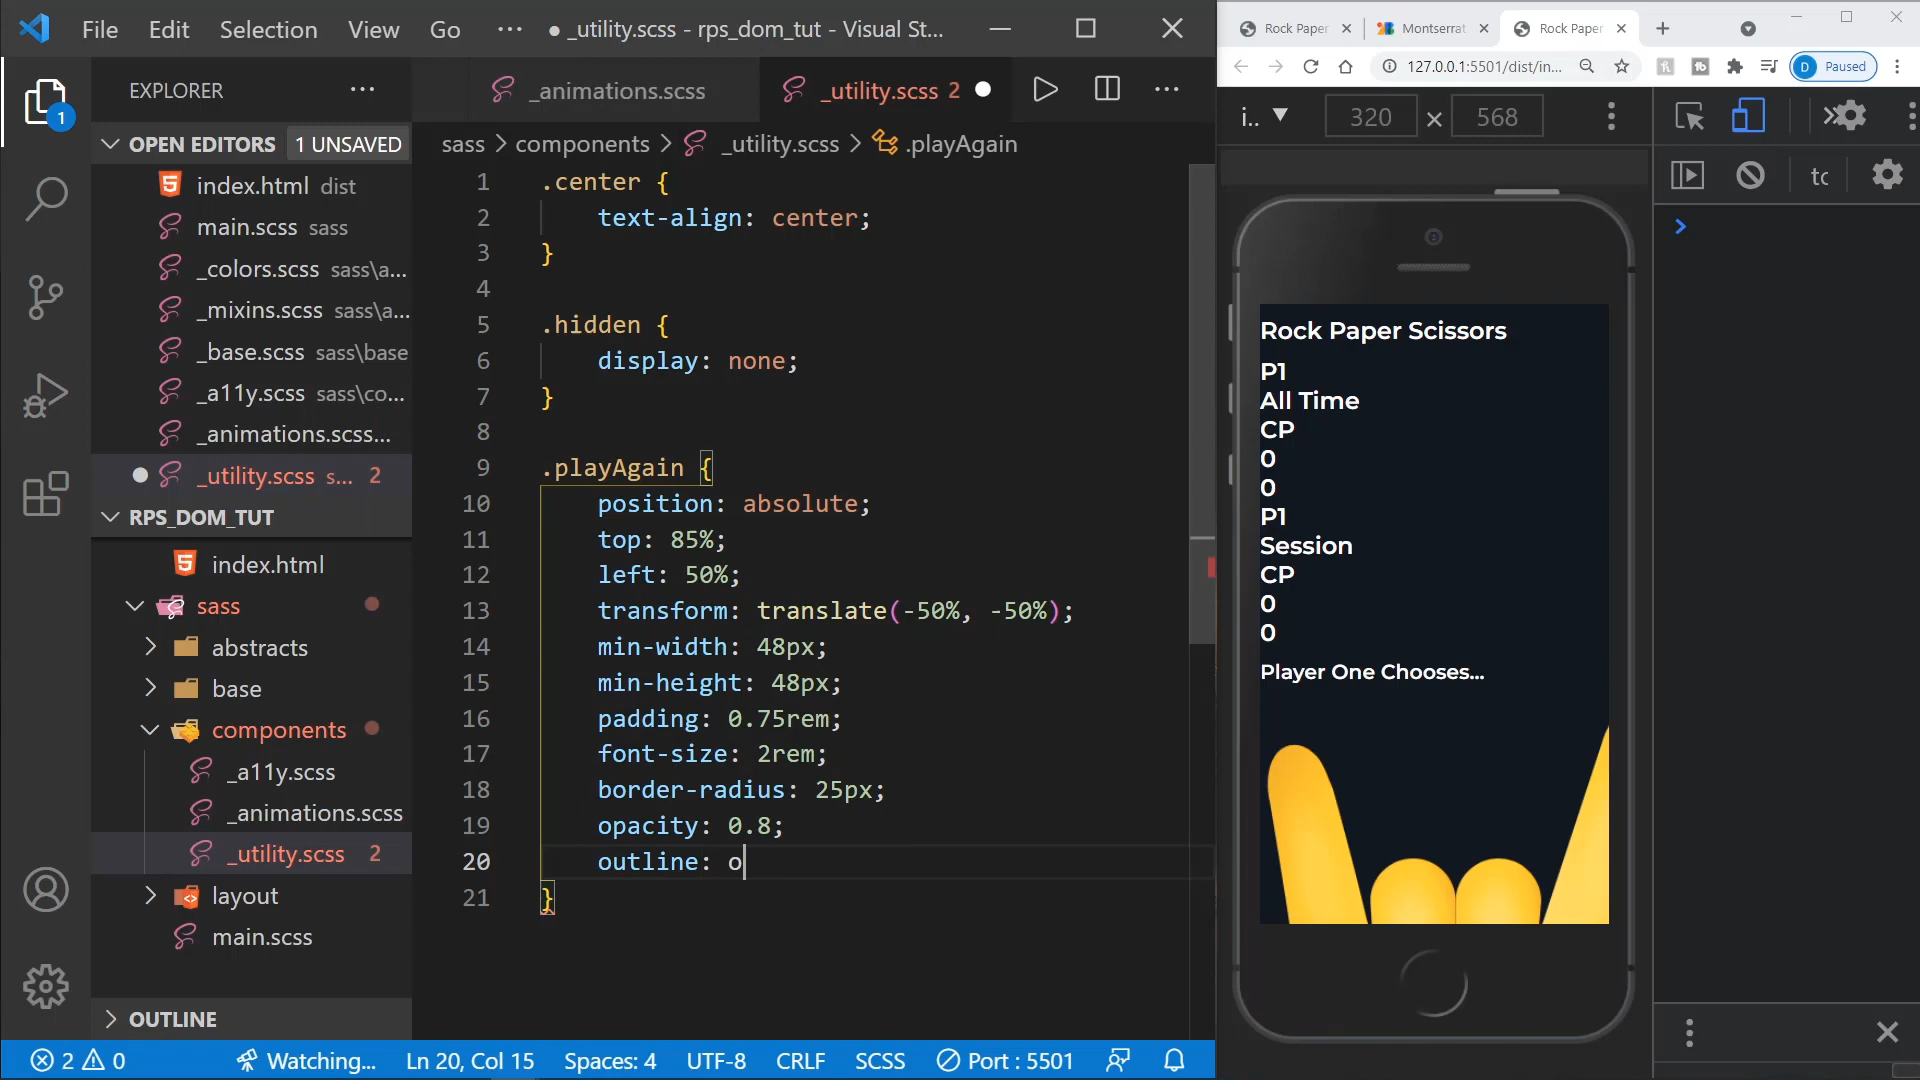 File Edit Selection View Go ··· ● _utility.scss - rps_dom_tut - Visual St...
EXPLORER ···
1
OPEN EDITORS 1 UNSAVED
index.html dist
main.scss sass
_colors.scss sass\a...
_mixins.scss sass\a...
_base.scss sass\base
_a11y.scss sass\co...
_animations.scss...
_utility.scss s... 2
RPS_DOM_TUT
index.html
sass
abstracts
base
components
_a11y.scss
_animations.scss
_utility.scss 2
layout
main.scss
OUTLINE
_animations.scss
_utility.scss 2
sass > components > _utility.scss > .playAgain
1 .center {
2 text-align: center;
3 }
4
5 .hidden {
6 display: none;
7 }
8
9 .playAgain {
10 position: absolute;
11 top: 85%;
12 left: 50%;
13 transform: translate(-50%, -50%);
14 min-width: 48px;
15 min-height: 48px;
16 padding: 0.75rem;
17 font-size: 2rem;
18 border-radius: 25px;
19 opacity: 0.8;
20 outline: o
21 }
2 0 Watching... Ln 20, Col 15 Spaces: 4 UTF-8 CRLF SCSS Port : 5501
Rock Paper Montserrat Rock Paper
127.0.0.1:5501/dist/in... D Paused
i.. ▼ 320 × 568
tc
Rock Paper Scissors
P1
All Time
CP
0
0
P1
Session
CP
0
0
Player One Chooses...